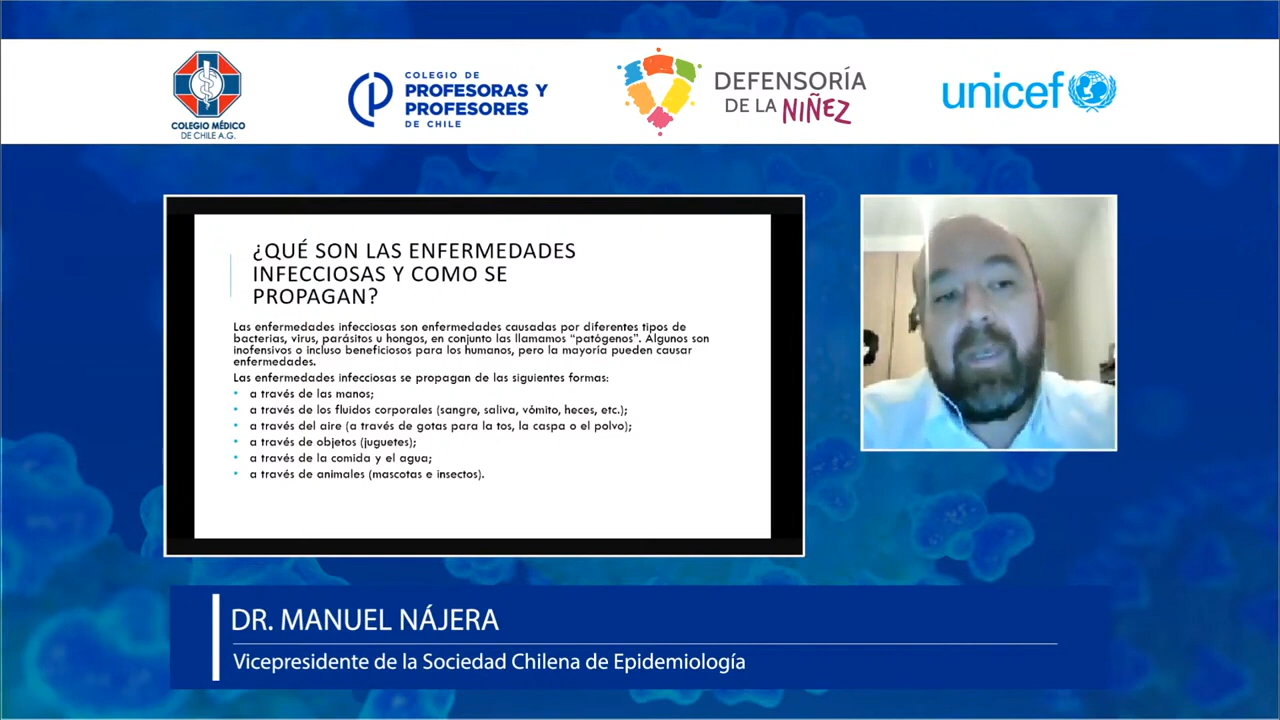 COLEGIO MÉDICO
DE CHILE A.G.
COLEGIO DE
PROFESORAS Y
PROFESORES
DE CHILE
DEFENSORÍA
DE LA NIÑEZ
unicef
¿QUÉ SON LAS ENFERMEDADES
INFECCIOSAS Y COMO SE
PROPAGAN?
Las enfermedades infecciosas son enfermedades causadas por diferentes tipos de
bacterias, virus, parásitos u hongos, en conjunto las llamamos “patógenos”. Algunos son
inofensivos o incluso beneficiosos para los humanos, pero la mayoría pueden causar
enfermedades.
Las enfermedades infecciosas se propagan de las siguientes formas:
• a través de las manos;
• a través de los fluidos corporales (sangre, saliva, vómito, heces, etc.);
• a través del aire (a través de gotas para la tos, la caspa o el polvo);
• a través de objetos (juguetes);
• a través de la comida y el agua;
• a través de animales (mascotas e insectos).
DR. MANUEL NÁJERA
Vicepresidente de la Sociedad Chilena de Epidemiología